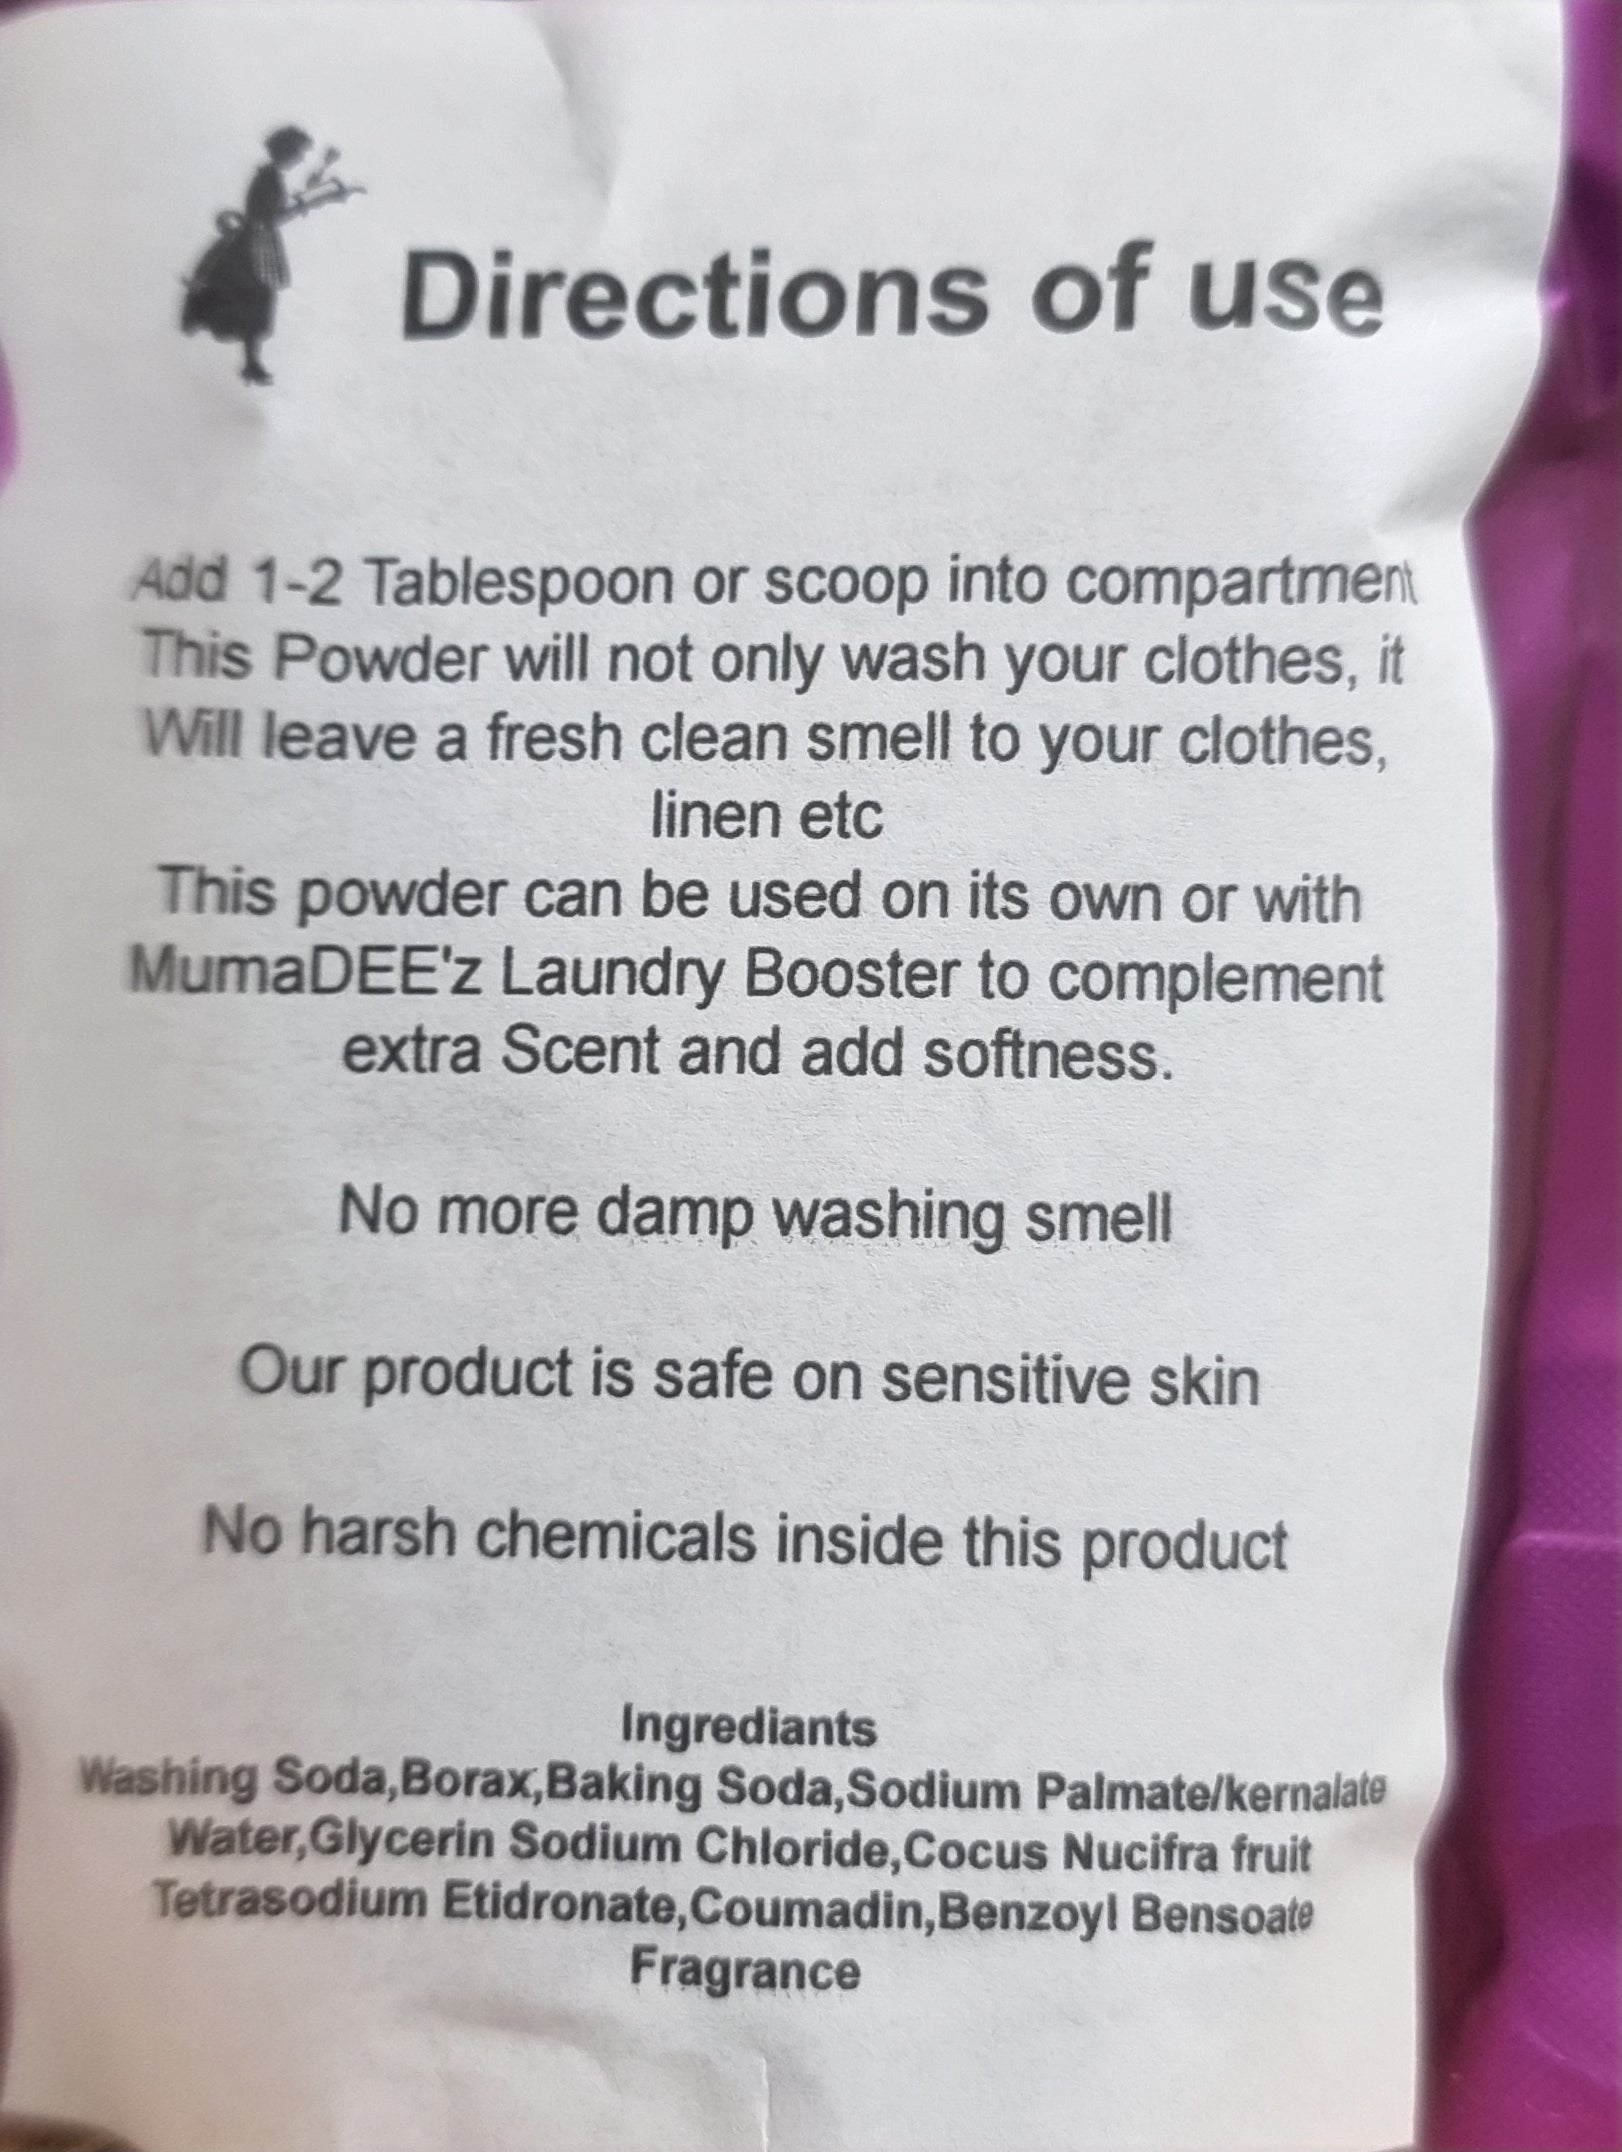 Directions of use
Add 1-2 Tablespoon or scoop into compartment
This Powder will not only wash your clothes, it
Will leave a fresh clean smell to your clothes,
linen etc
This powder can be used on its own or with
MumaDEE'z Laundry Booster to complement
extra Scent and add softness.
No more damp washing smell
Our product is safe on sensitive skin
No harsh chemicals inside this product
Ingrediants
Washing Soda,Borax,Baking Soda,Sodium Palmate/kernalate
Water,Glycerin Sodium Chloride,Cocus Nucifra fruit
Tetrasodium Etidronate,Coumadin,Benzoyl Bensoate
Fragrance